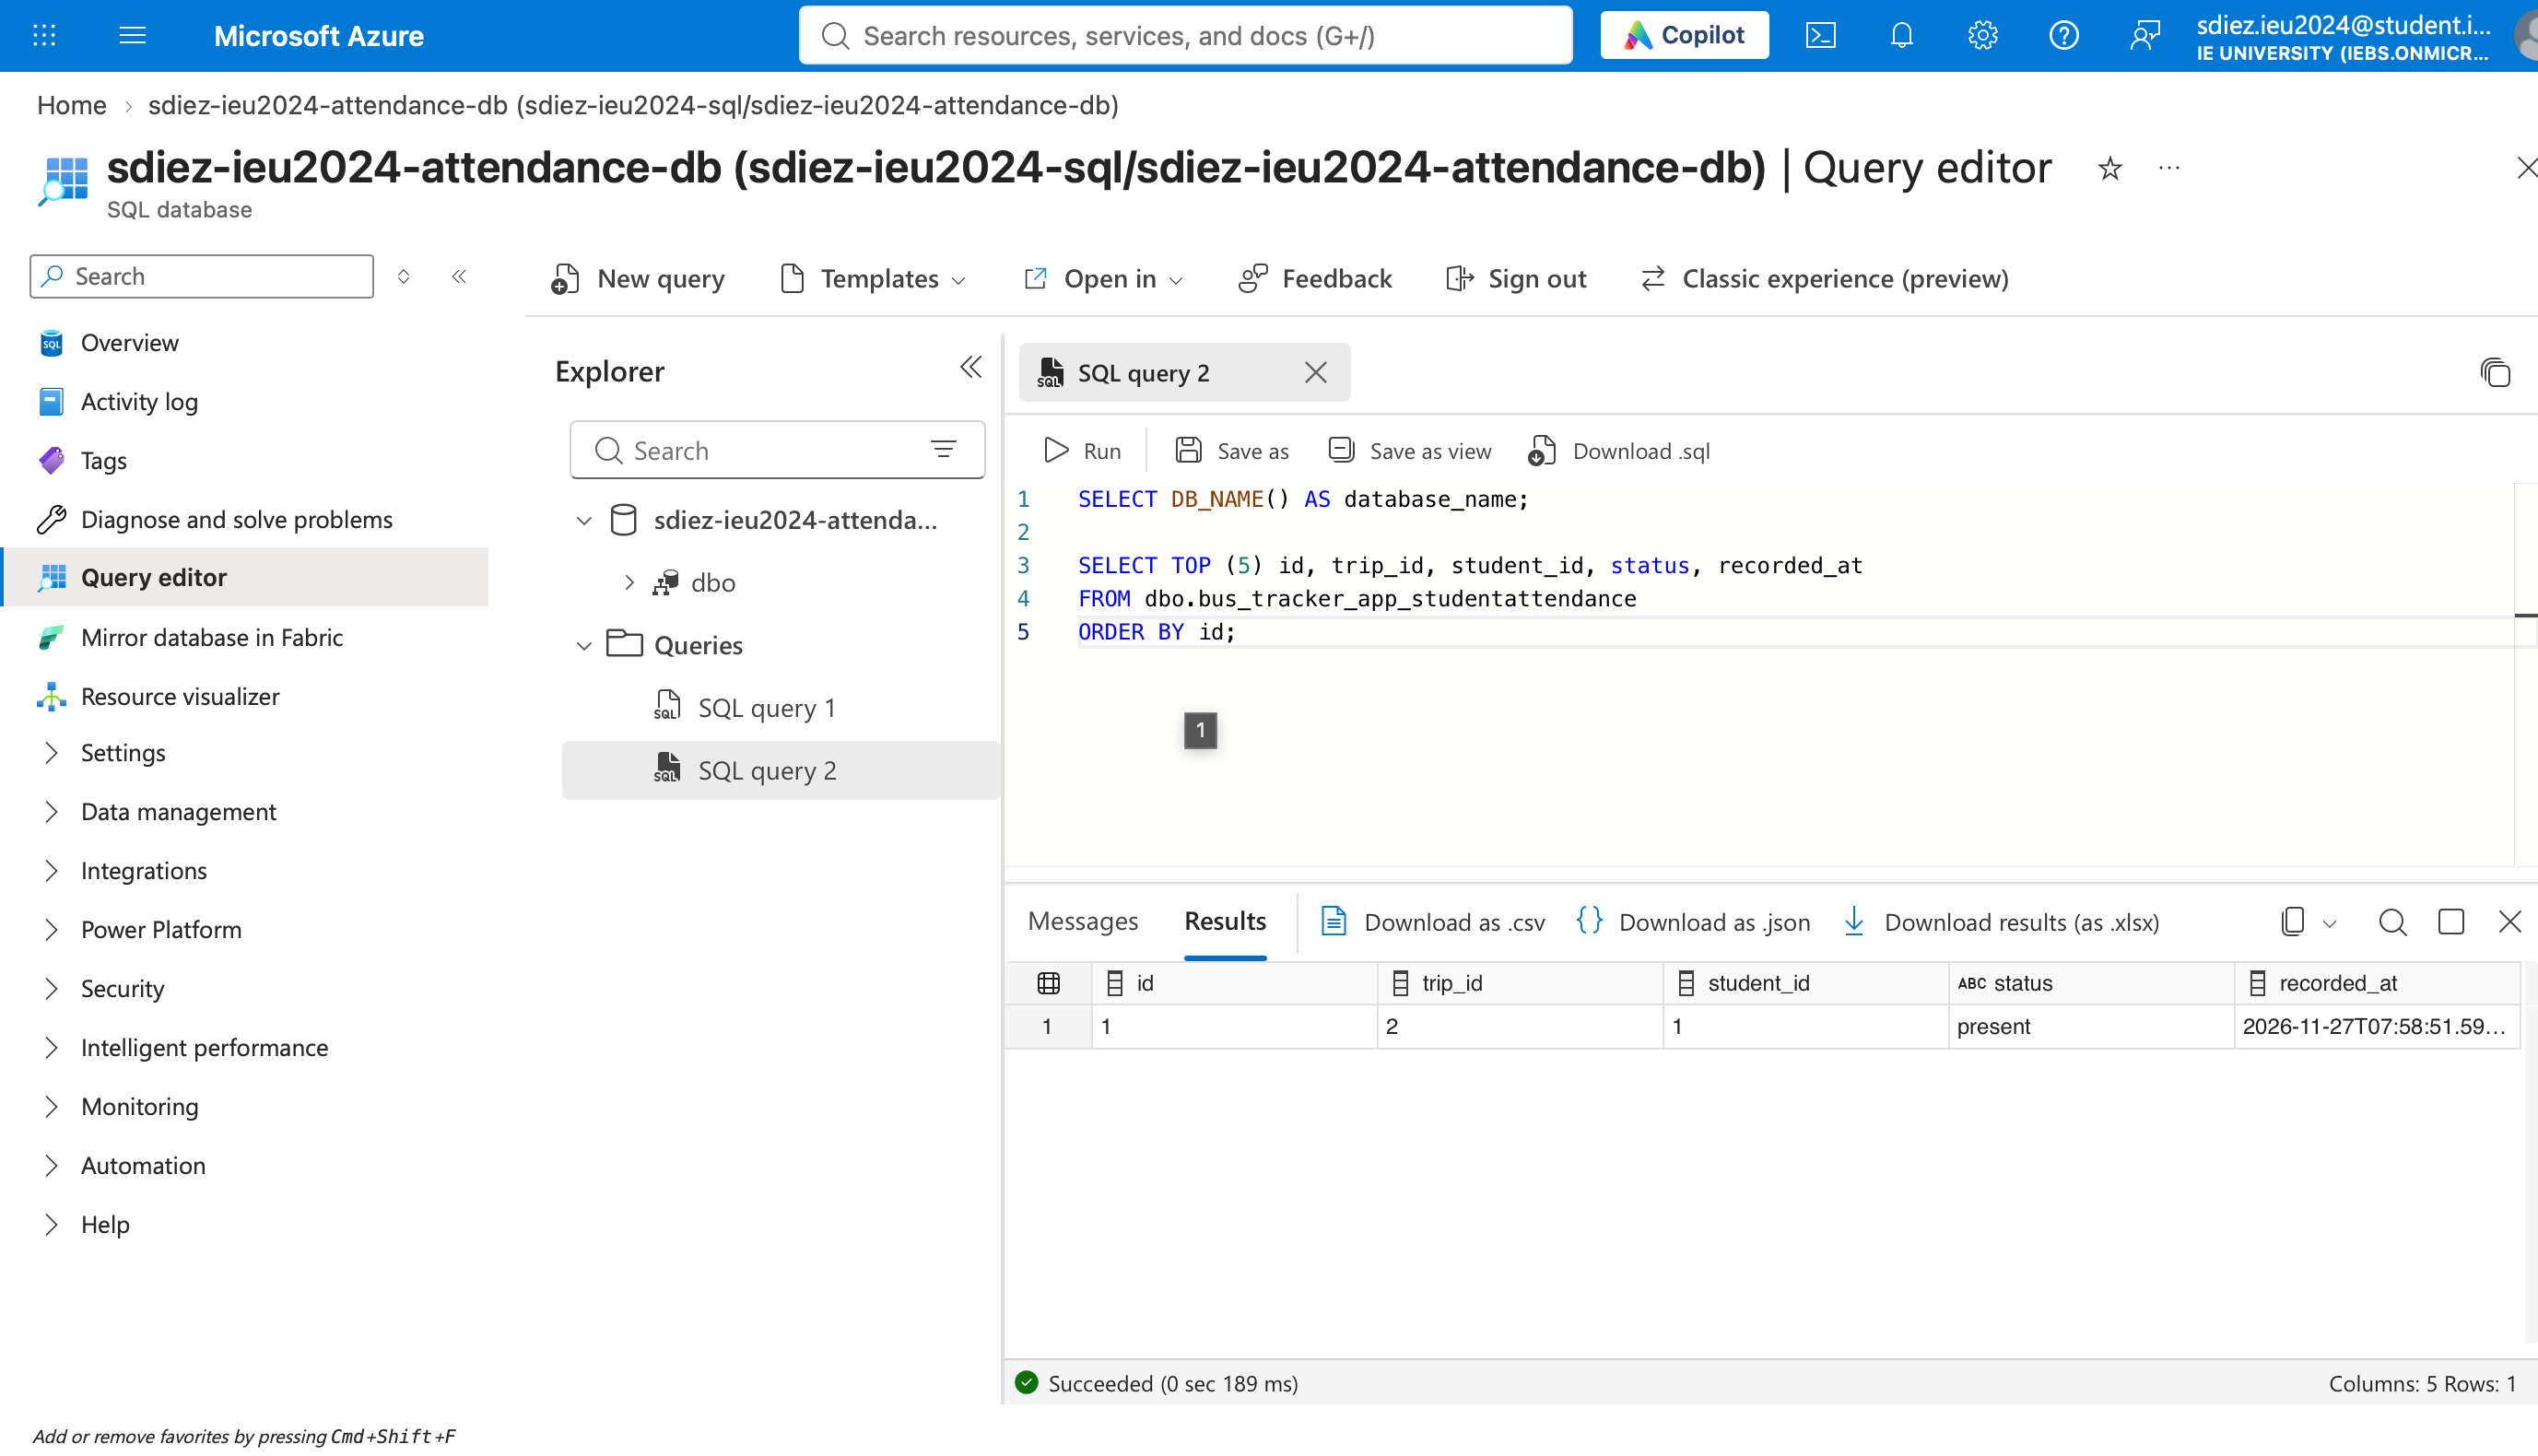 Microsoft Azure
Search resources, services, and docs (G+/)
Copilot
sdiez.ieu2024@student.i...
IE UNIVERSITY (IEBS.ONMICR...
Home > sdiez-ieu2024-attendance-db (sdiez-ieu2024-sql/sdiez-ieu2024-attendance-db)
sdiez-ieu2024-attendance-db (sdiez-ieu2024-sql/sdiez-ieu2024-attendance-db) | Query editor
SQL database
Search
Overview
Activity log
Tags
Diagnose and solve problems
Query editor
Mirror database in Fabric
Resource visualizer
Settings
Data management
Integrations
Power Platform
Security
Intelligent performance
Monitoring
Automation
Help
Add or remove favorites by pressing Cmd+Shift+F
New query Templates Open in Feedback Sign out Classic experience (preview)
Explorer
Search
sdiez-ieu2024-attenda...
dbo
Queries
SQL query 1
SQL query 2
SQL query 2
Run Save as Save as view Download .sql
1 SELECT DB_NAME() AS database_name;
2
3 SELECT TOP (5) id, trip_id, student_id, status, recorded_at
4 FROM dbo.bus_tracker_app_studentattendance
5 ORDER BY id;
1
Messages Results Download as .csv Download as .json Download results (as .xlsx)
id trip_id student_id ABC status recorded_at
1 1 2 1 present 2026-11-27T07:58:51.59...
Succeeded (0 sec 189 ms) Columns: 5 Rows: 1